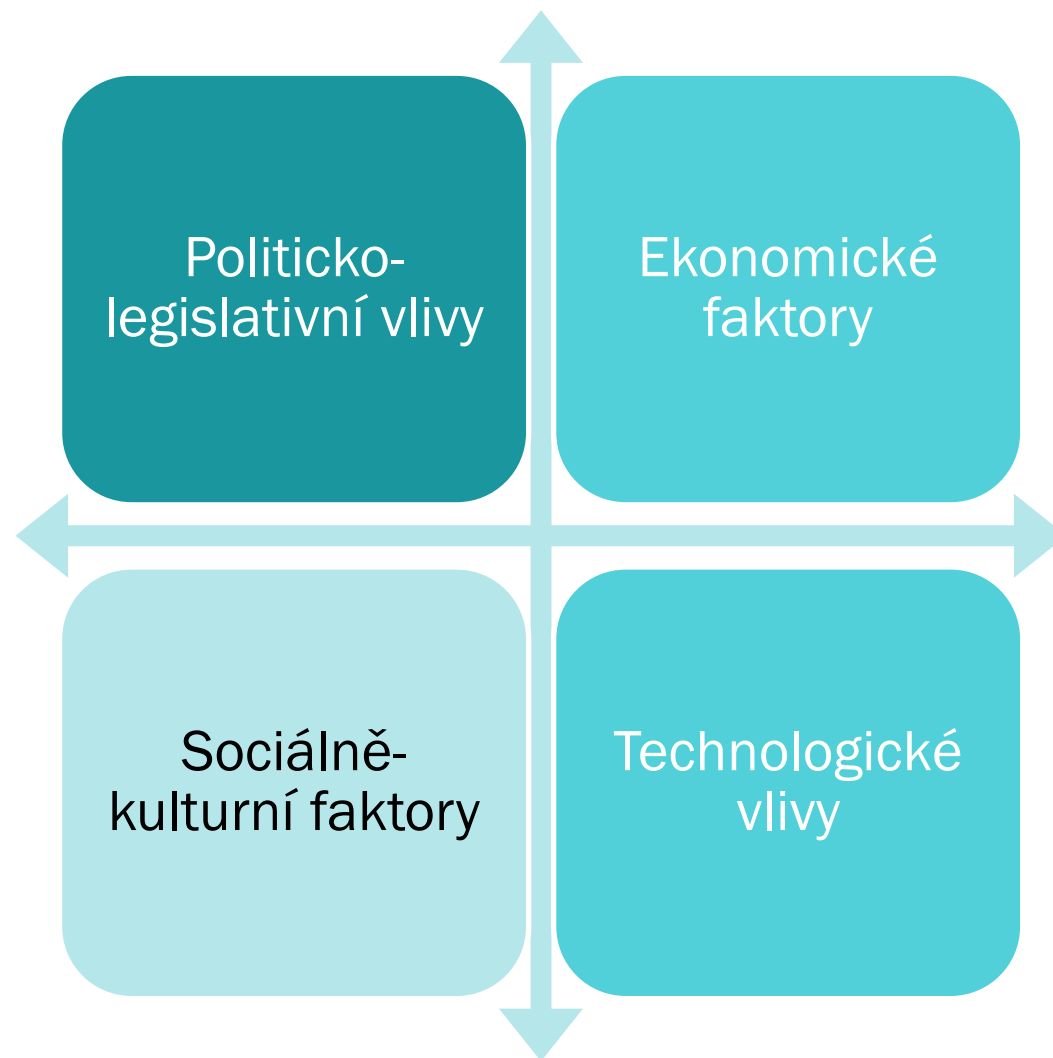 Politicko-
legislativní vlivy
Ekonomické
faktory
Sociálně-
kulturní faktory
Technologické
vlivy